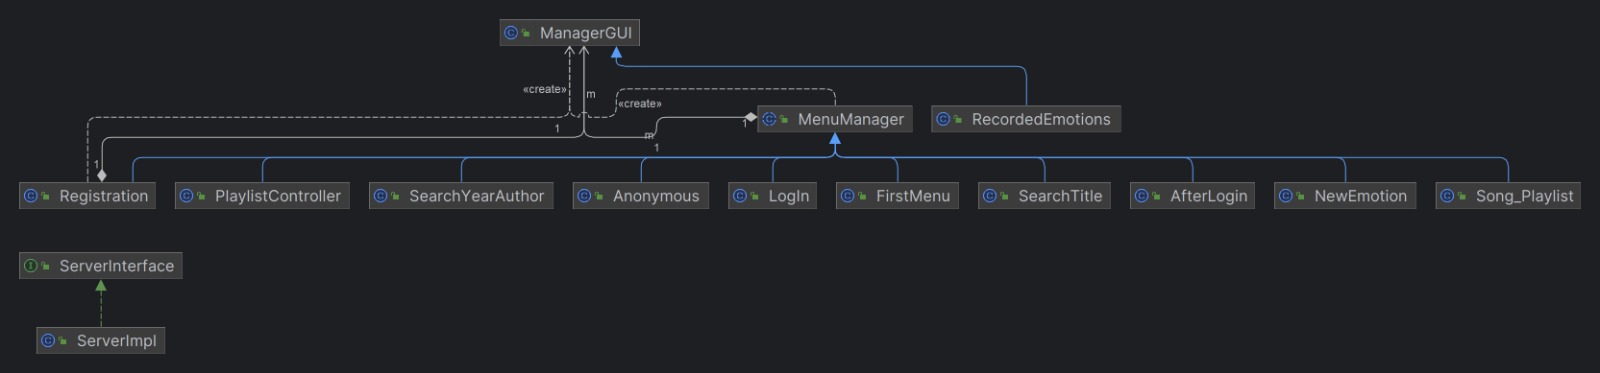 ManagerGUI
«create»
m
«create»
1
1
MenuManager
RecordedEmotions
m
1
1
Registration
PlaylistController
SearchYearAuthor
Anonymous
LogIn
FirstMenu
SearchTitle
AfterLogin
NewEmotion
Song_Playlist
ServerInterface
ServerImpl